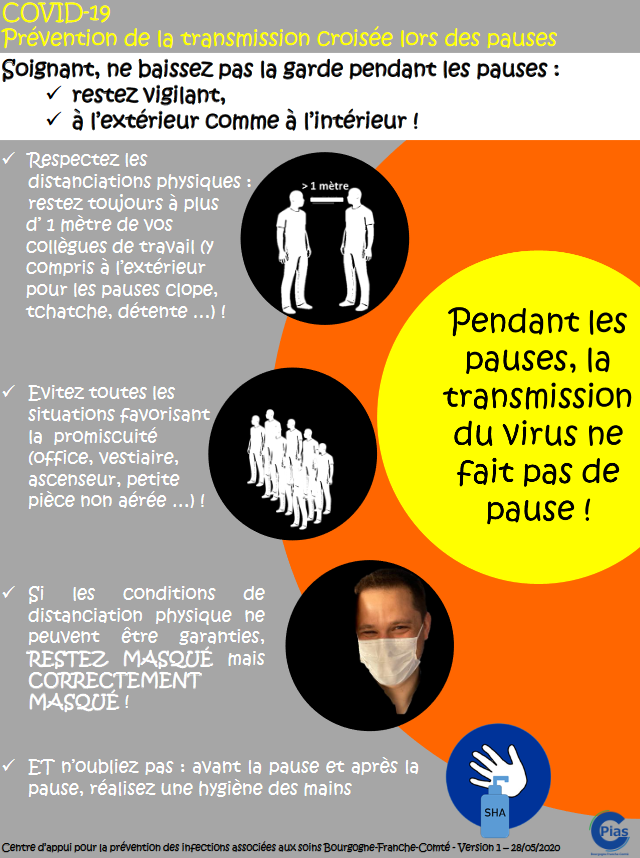 COVID-19
Prévention de la transmission croisée lors des pauses
Soignant, ne baissez pas la garde pendant les pauses :
✓ restez vigilant,
✓ à l'extérieur comme à l'intérieur !
✓ Respectez les
distanciations physiques :
restez toujours à plus
d' 1 mètre de vos
collègues de travail (y
compris à l'extérieur
pour les pauses clope,
tchatche, détente ...) !
> 1 mètre
Pendant les
pauses, la
transmission
du virus ne
fait pas de
pause !
✓ Evitez toutes les
situations favorisant
la promiscuité
(office, vestiaire,
ascenseur, petite
pièce non aérée ...) !
✓ Si les conditions de
distanciation physique ne
peuvent être garanties,
RESTEZ MASQUÉ mais
CORRECTEMENT
MASQUÉ !
✓ ET n'oubliez pas : avant la pause et après la
pause, réalisez une hygiène des mains
SHA
CPias
Centre d'appui pour la prévention des infections associées aux soins Bourgogne-Franche-Comté - Version 1 – 28/05/2020